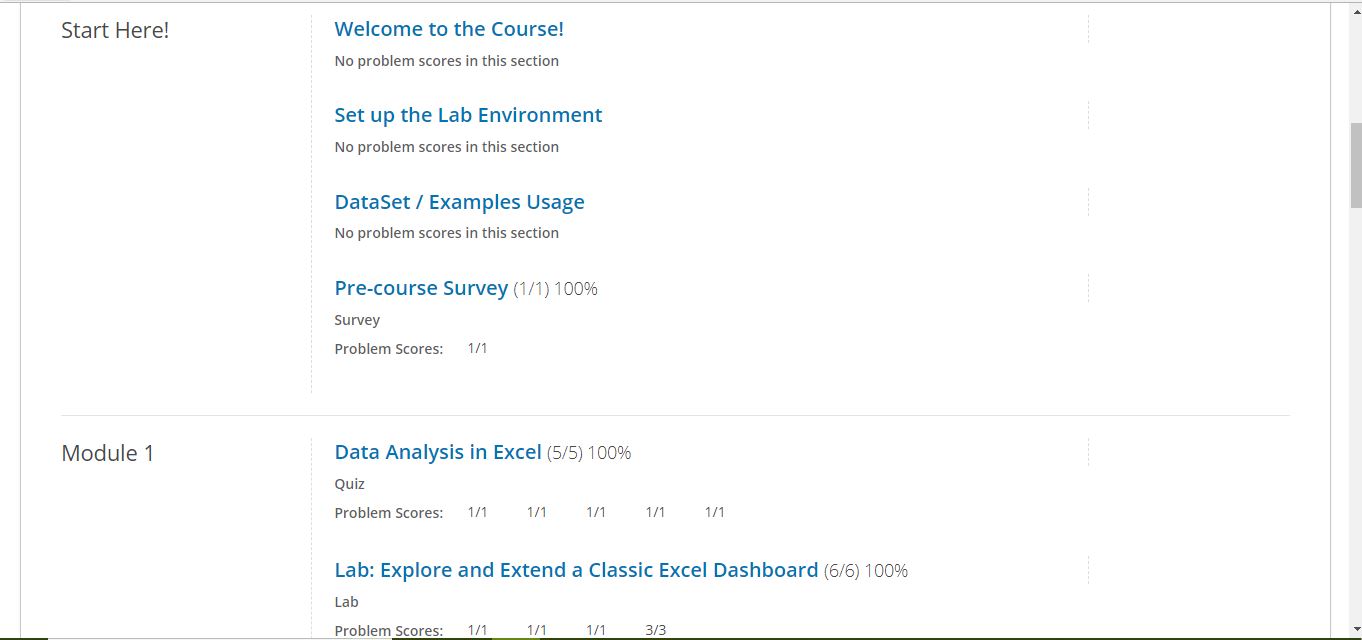 Start Here!
Welcome to the Course!
No problem scores in this section
Set up the Lab Environment
No problem scores in this section
DataSet / Examples Usage
No problem scores in this section
Pre-course Survey (1/1) 100%
Survey
Problem Scores: 1/1
Module 1
Data Analysis in Excel (5/5) 100%
Quiz
Problem Scores: 1/1 1/1 1/1 1/1 1/1
Lab: Explore and Extend a Classic Excel Dashboard (6/6) 100%
Lab
Problem Scores: 1/1 1/1 1/1 3/3